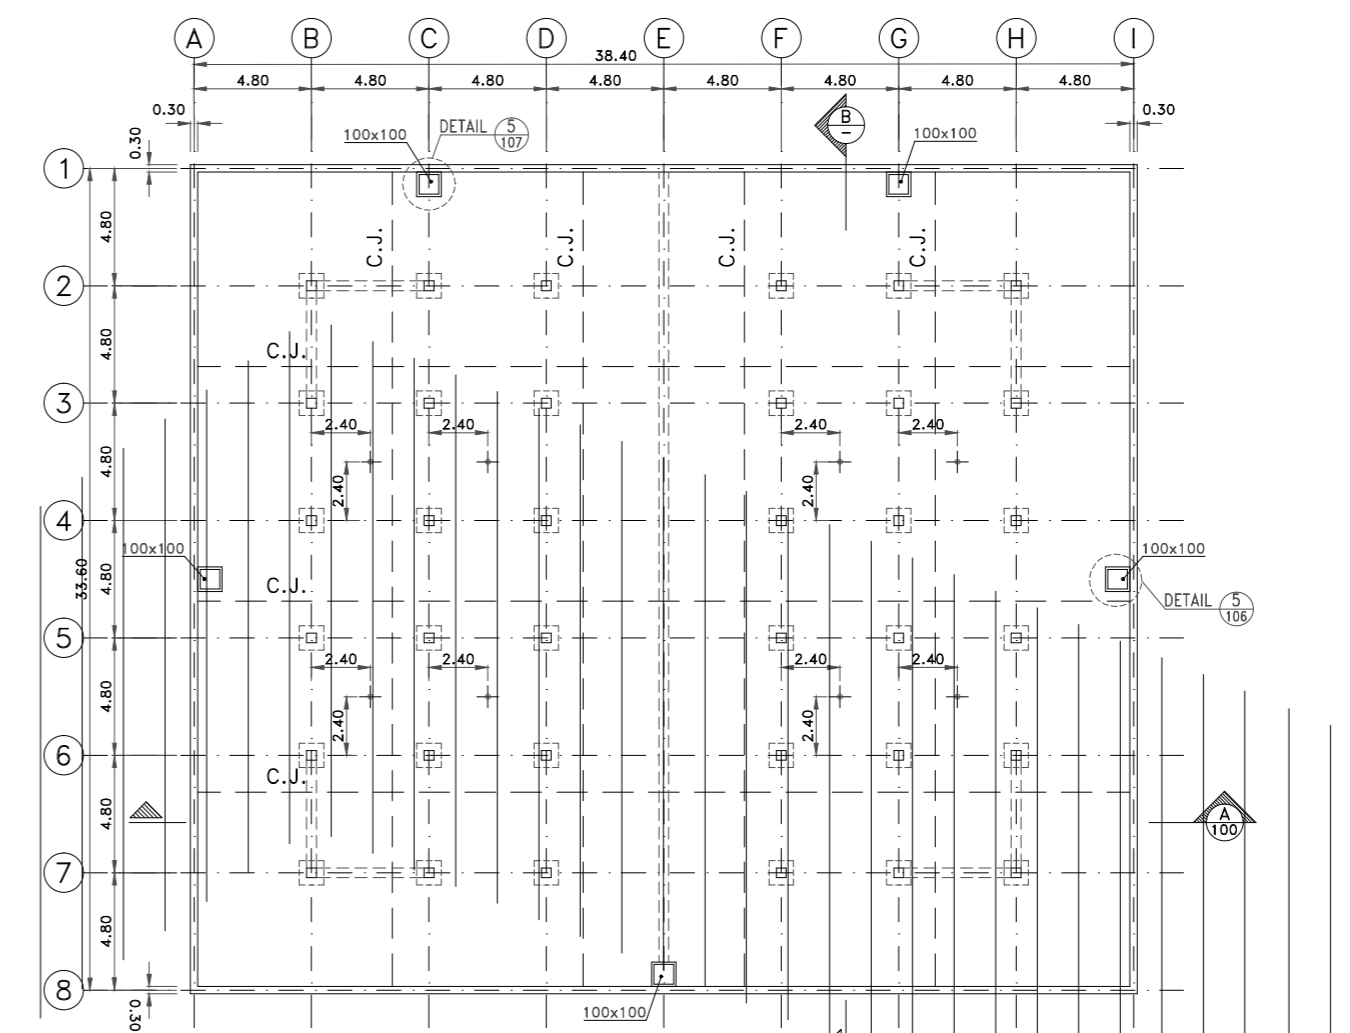 A B C D E F G H I
38.40
4.80 4.80 4.80 4.80 4.80 4.80 4.80 4.80
0.30 0.30
0.30
100x100 DETAIL 5 107 B – 100x100
1
4.80
C.J. C.J. C.J. C.J.
2
4.80
C.J.
3
2.40 2.40 2.40 2.40
4.80
2.40 2.40
4
100x100 100x100
33.60 4.80
C.J.
DETAIL 5 106
5
2.40 2.40 2.40 2.40
4.80
2.40 2.40
6
C.J.
4.80
A 100
7
4.80
8
0.30
100x100